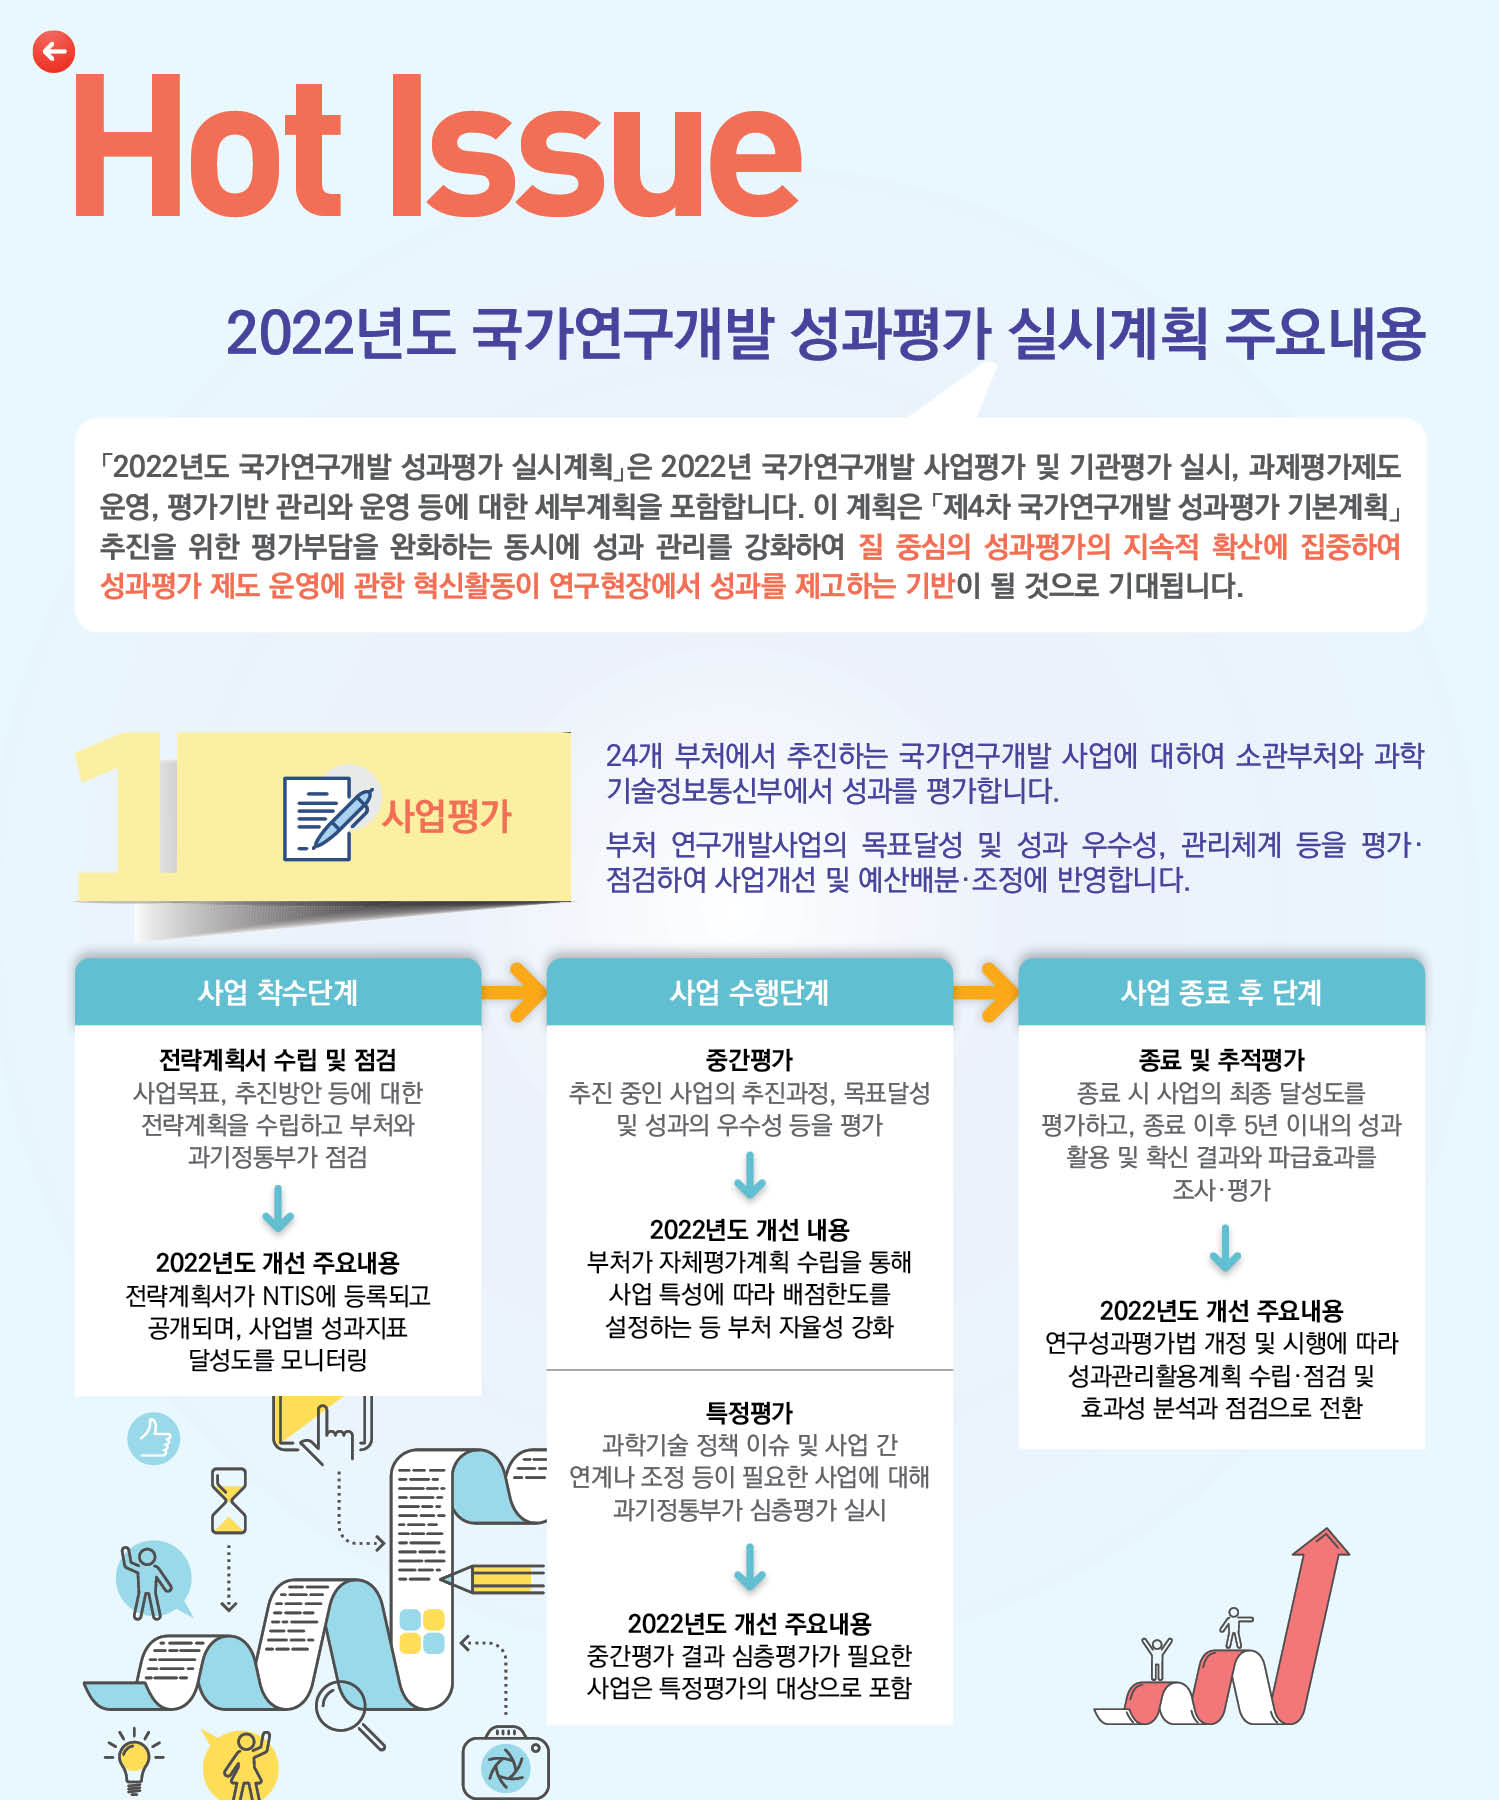 Hot Issue
2022년도 국가연구개발 성과평가 실시계획 주요내용
「2022년도 국가연구개발 성과평가 실시계획」은 2022년 국가연구개발 사업평가 및 기관평가 실시, 과제평가제도
운영, 평가기반 관리와 운영 등에 대한 세부계획을 포함합니다. 이 계획은 「제4차 국가연구개발 성과평가 기본계획」
추진을 위한 평가부담을 완화하는 동시에 성과 관리를 강화하여 질 중심의 성과평가의 지속적 확산에 집중하여
성과평가 제도 운영에 관한 혁신활동이 연구현장에서 성과를 제고하는 기반이 될 것으로 기대됩니다.
1
사업평가
24개 부처에서 추진하는 국가연구개발 사업에 대하여 소관부처와 과학
기술정보통신부에서 성과를 평가합니다.
부처 연구개발사업의 목표달성 및 성과 우수성, 관리체계 등을 평가·
점검하여 사업개선 및 예산배분·조정에 반영합니다.
사업 착수단계
전략계획서 수립 및 점검
사업목표, 추진방안 등에 대한
전략계획을 수립하고 부처와
과기정통부가 점검
2022년도 개선 주요내용
전략계획서가 NTIS에 등록되고
공개되며, 사업별 성과지표
달성도를 모니터링
사업 수행단계
중간평가
추진 중인 사업의 추진과정, 목표달성
및 성과의 우수성 등을 평가
2022년도 개선 내용
부처가 자체평가계획 수립을 통해
사업 특성에 따라 배점한도를
설정하는 등 부처 자율성 강화
특정평가
과학기술 정책 이슈 및 사업 간
연계나 조정 등이 필요한 사업에 대해
과기정통부가 심층평가 실시
2022년도 개선 주요내용
중간평가 결과 심층평가가 필요한
사업은 특정평가의 대상으로 포함
사업 종료 후 단계
종료 및 추적평가
종료 시 사업의 최종 달성도를
평가하고, 종료 이후 5년 이내의 성과
활용 및 확산 결과와 파급효과를
조사·평가
2022년도 개선 주요내용
연구성과평가법 개정 및 시행에 따라
성과관리활용계획 수립·점검 및
효과성 분석과 점검으로 전환